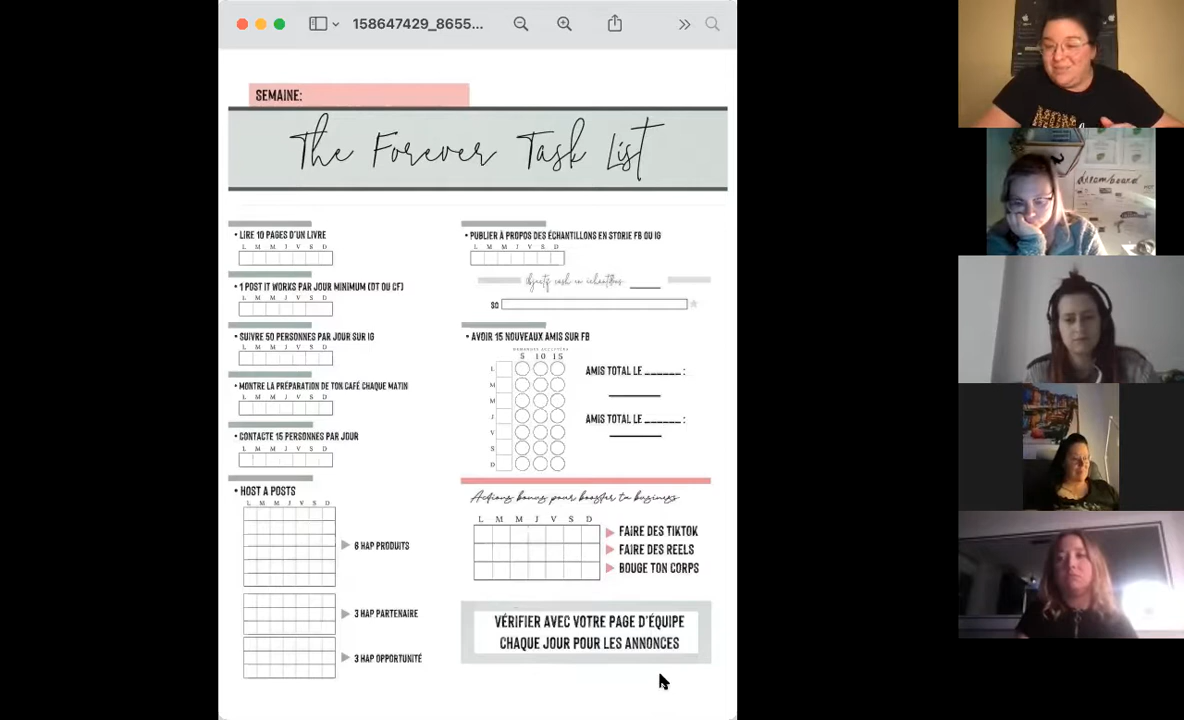 158647429_8655...
SEMAINE:
The Forever Task List
• LIRE 10 PAGES D'UN LIVRE
L M M J V S D
• 1 POST IT WORKS PAR JOUR MINIMUM (DT OU CF)
L M M J V S D
• SUIVRE 50 PERSONNES PAR JOUR SUR IG
L M M J V S D
• MONTRE LA PRÉPARATION DE TON CAFÉ CHAQUE MATIN
L M M J V S D
• CONTACTE 15 PERSONNES PAR JOUR
L M M J V S D
• HOST A POSTS
L M M J V S D
6 HAP PRODUITS
3 HAP PARTENAIRE
3 HAP OPPORTUNITÉ
• PUBLIER À PROPOS DES ÉCHANTILLONS EN STORIE FB OU IG
L M M J V S D
Objectif cash en échantillons
$0
• AVOIR 15 NOUVEAUX AMIS SUR FB
5 10 15
L
M
M
J
V
S
D
AMIS TOTAL LE ______ :
AMIS TOTAL LE ______ :
Actions bonus pour booster ta business
L M M J V S D
FAIRE DES TIKTOK
FAIRE DES REELS
BOUGE TON CORPS
VÉRIFIER AVEC VOTRE PAGE D'ÉQUIPE
CHAQUE JOUR POUR LES ANNONCES
dreamboard